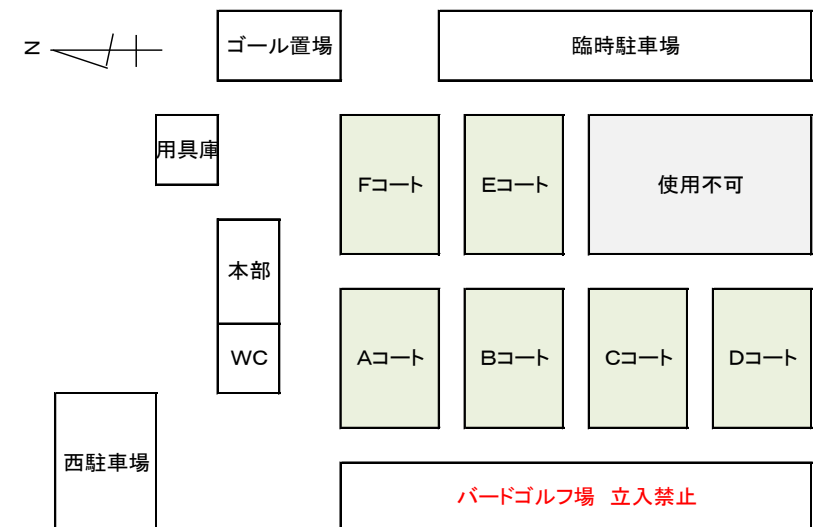 ゴール置場
臨時駐車場
Z
用具庫
Fコート
Eコート
使用不可
本部
WC
Aコート
Bコート
Cコート
Dコート
西駐車場
バードゴルフ場 立入禁止